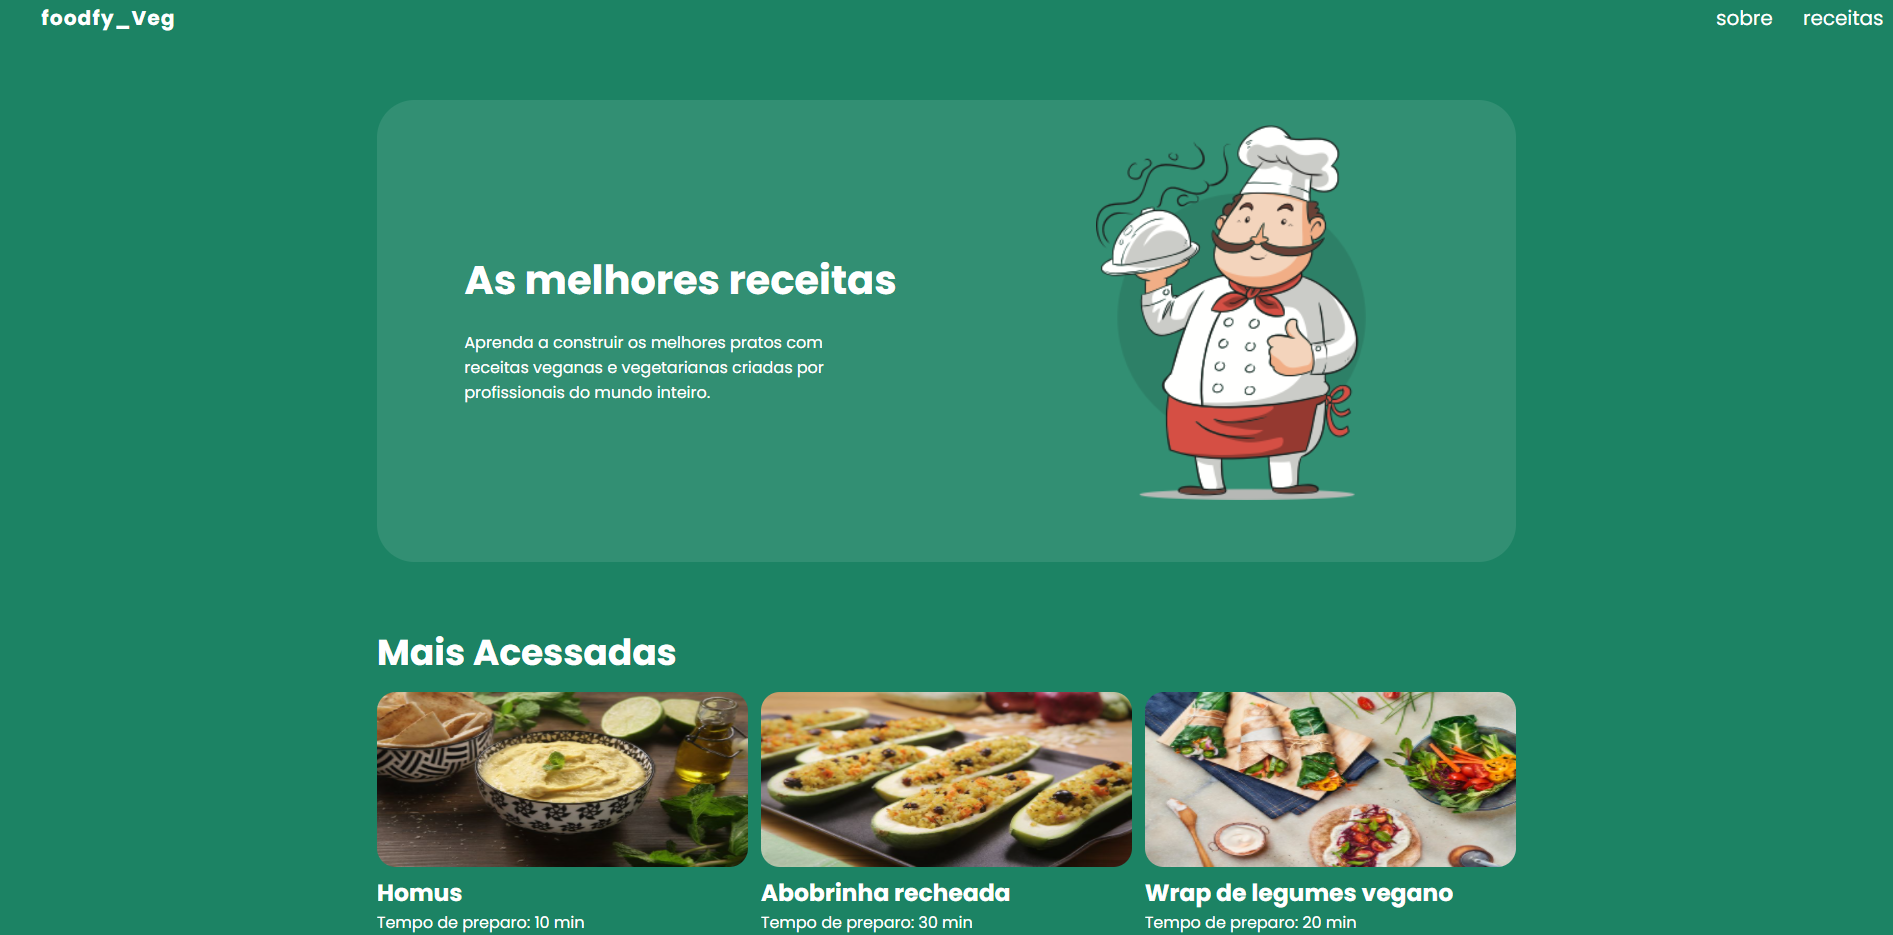 foodfy_Veg
sobre
receitas
As melhores receitas
Aprenda a construir os melhores pratos com
receitas veganas e vegetarianas criadas por
profissionais do mundo inteiro.
Mais Acessadas
Homus
Tempo de preparo: 10 min
Abobrinha recheada
Tempo de preparo: 30 min
Wrap de legumes vegano
Tempo de preparo: 20 min